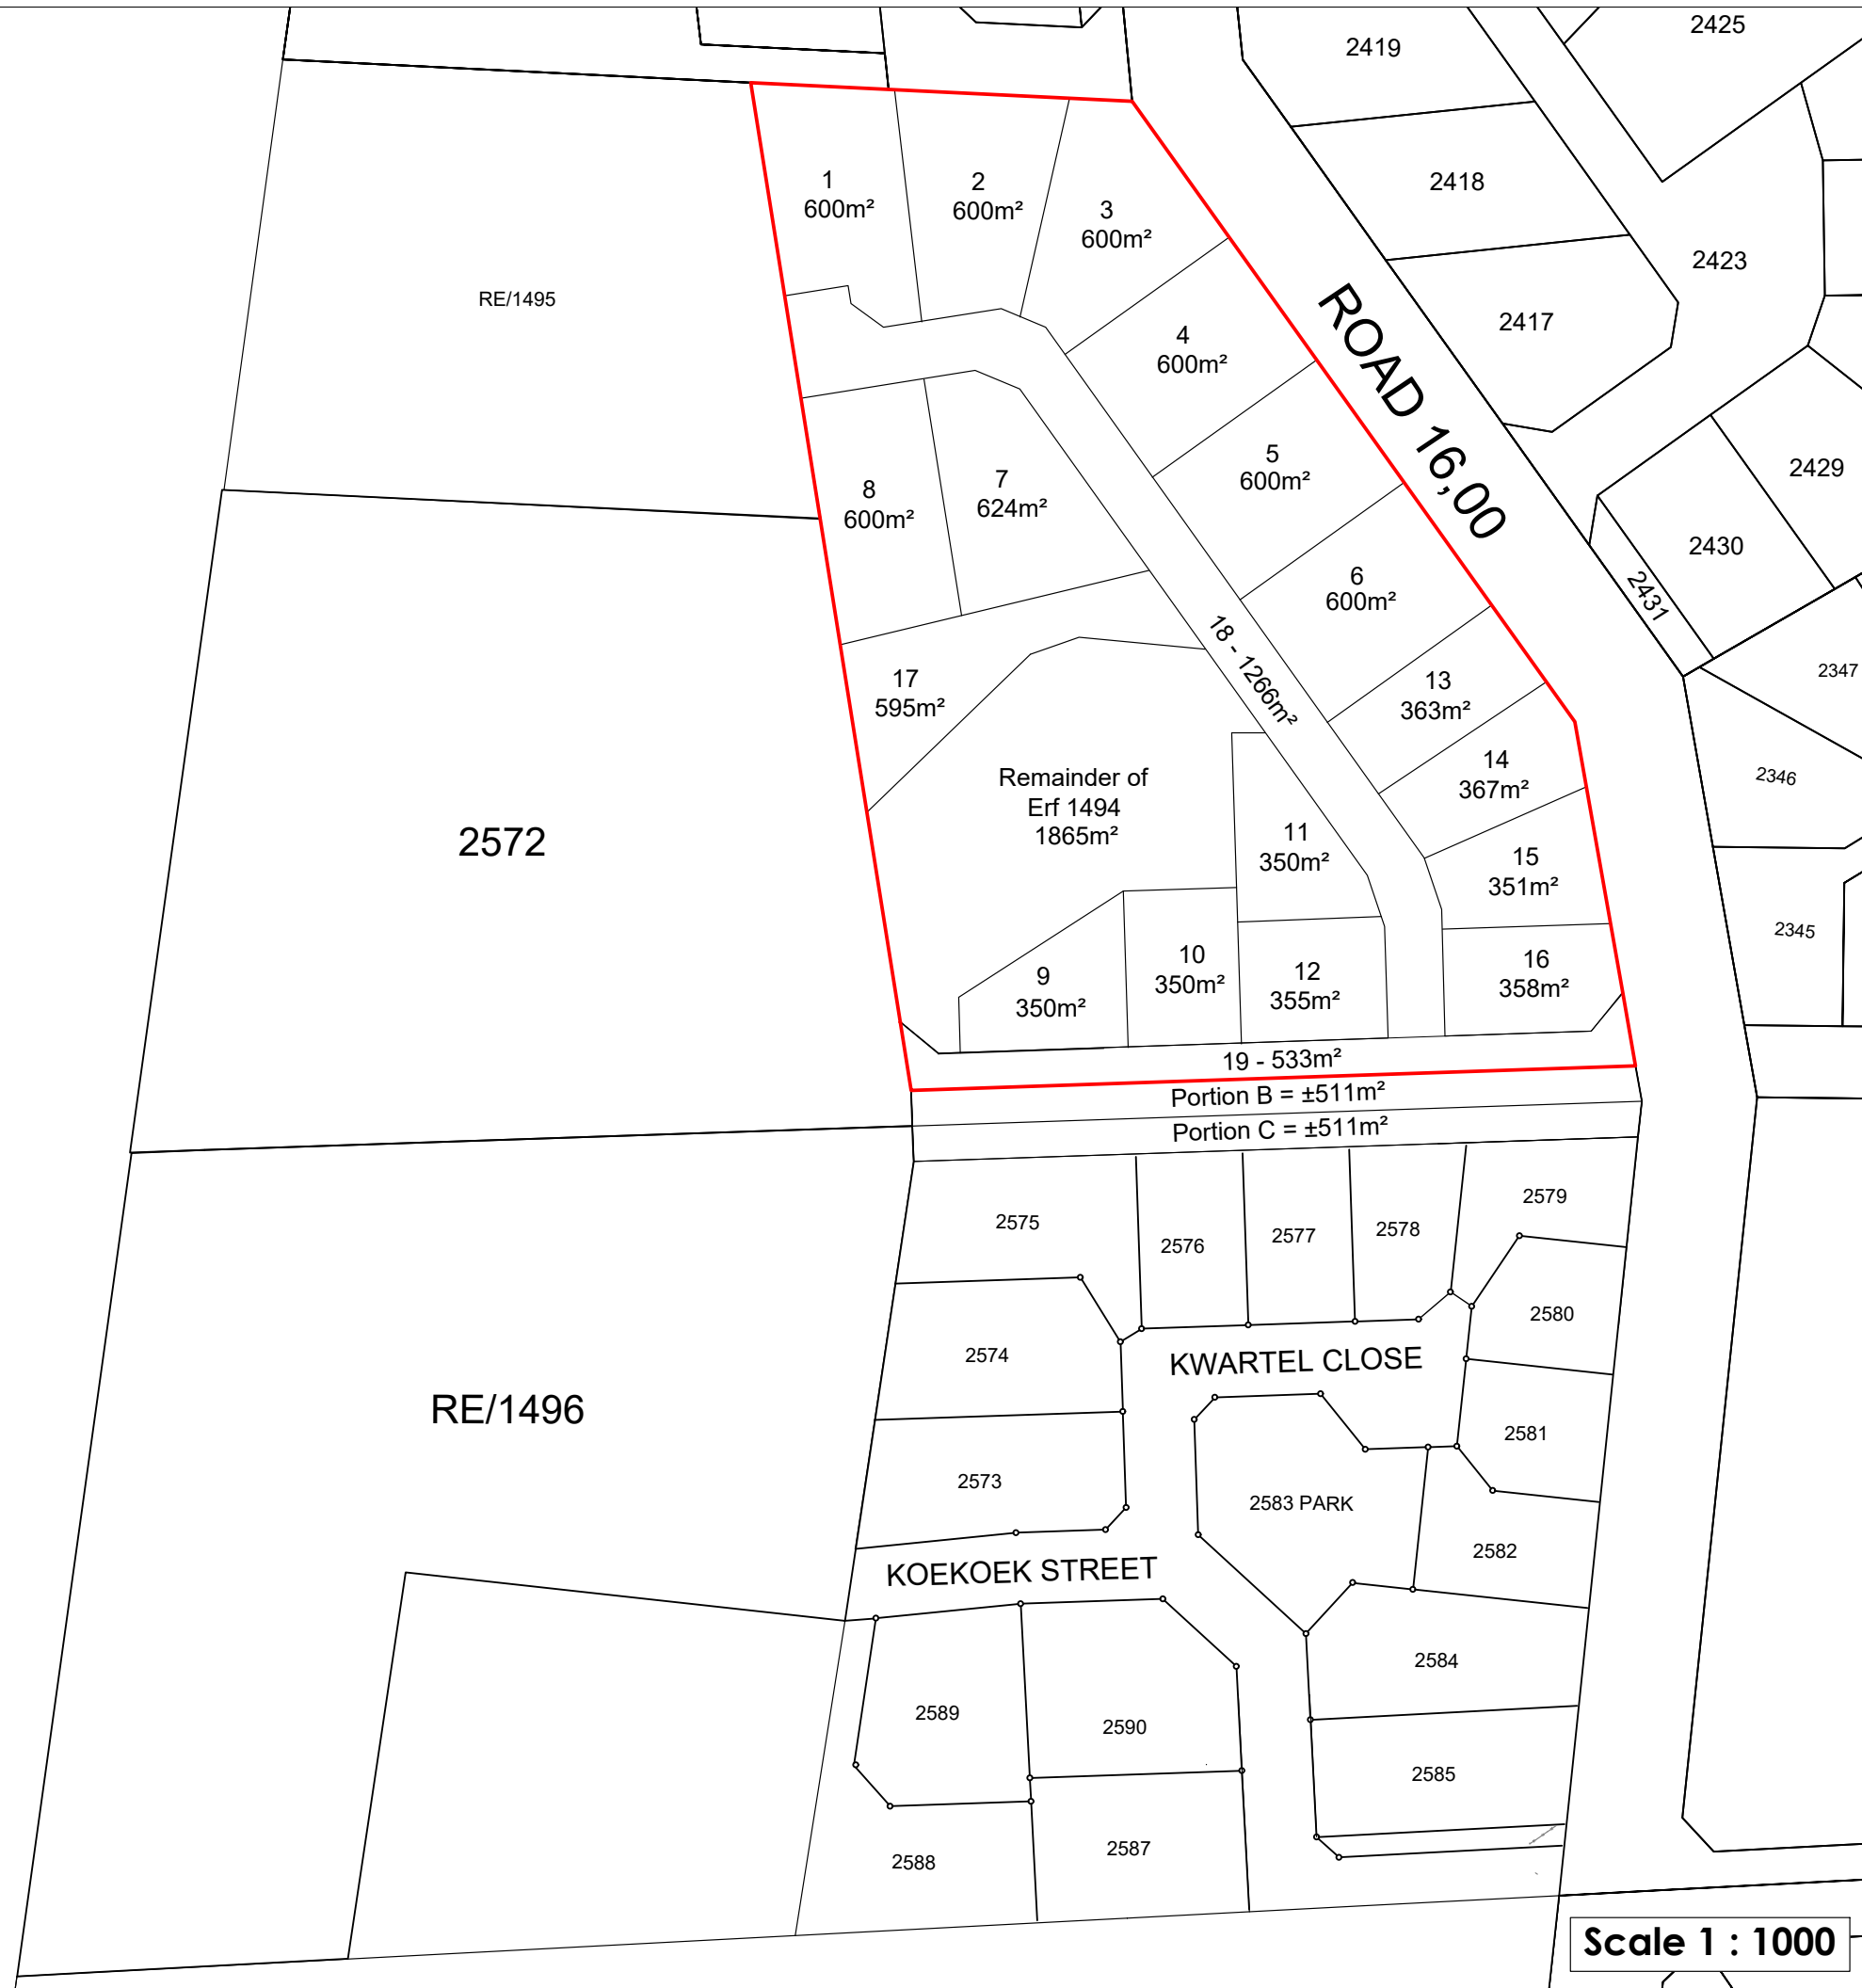 2425
2419
2418
2423
2417
1
600m²
2
600m²
3
600m²
RE/1495
4
600m²
ROAD 16,00
5
600m²
2429
2430
2431
8
600m²
7
624m²
6
600m²
18 - 1266m²
2347
17
595m²
13
363m²
14
367m²
2346
Remainder of
Erf 1494
1865m²
2572
11
350m²
15
351m²
2345
9
350m²
10
350m²
12
355m²
16
358m²
19 - 533m²
Portion B = ±511m²
Portion C = ±511m²
2575
2576
2577
2578
2579
2580
2574
KWARTEL CLOSE
RE/1496
2581
2573
2583 PARK
2582
KOEKOEK STREET
2584
2589
2590
2585
2588
2587
Scale 1 : 1000